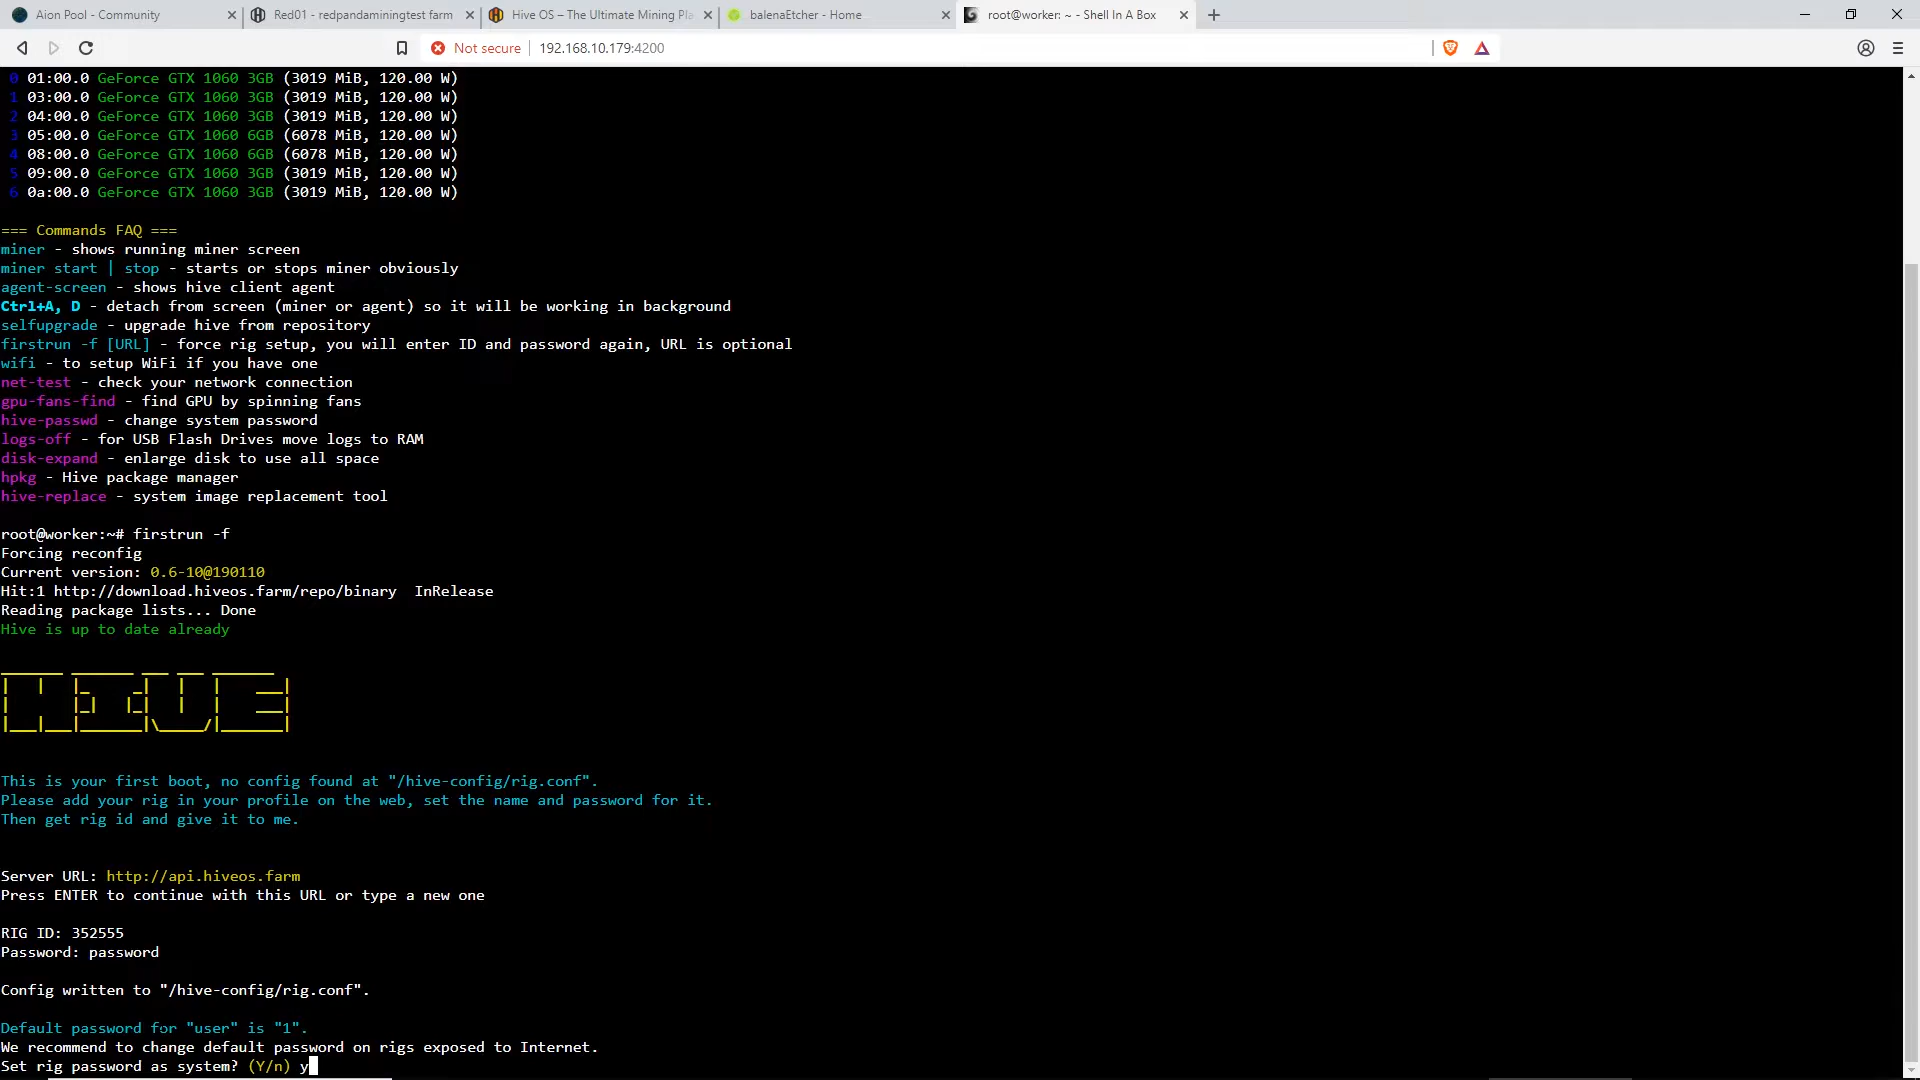 Aion Pool - Community
Red01 - redpandaminingtest farm
Hive OS – The Ultimate Mining Pla
balenaEtcher - Home
root@worker: ~ - Shell In A Box
Not secure
192.168.10.179:4200
0 01:00.0 GeForce GTX 1060 3GB (3019 MiB, 120.00 W)
1 03:00.0 GeForce GTX 1060 3GB (3019 MiB, 120.00 W)
2 04:00.0 GeForce GTX 1060 3GB (3019 MiB, 120.00 W)
3 05:00.0 GeForce GTX 1060 6GB (6078 MiB, 120.00 W)
4 08:00.0 GeForce GTX 1060 6GB (6078 MiB, 120.00 W)
5 09:00.0 GeForce GTX 1060 3GB (3019 MiB, 120.00 W)
6 0a:00.0 GeForce GTX 1060 3GB (3019 MiB, 120.00 W)
=== Commands FAQ ===
miner - shows running miner screen
miner start | stop - starts or stops miner obviously
agent-screen - shows hive client agent
Ctrl+A, D - detach from screen (miner or agent) so it will be working in background
selfupgrade - upgrade hive from repository
firstrun -f [URL] - force rig setup, you will enter ID and password again, URL is optional
wifi - to setup WiFi if you have one
net-test - check your network connection
gpu-fans-find - find GPU by spinning fans
hive-passwd - change system password
logs-off - for USB Flash Drives move logs to RAM
disk-expand - enlarge disk to use all space
hpkg - Hive package manager
hive-replace - system image replacement tool
root@worker:~# firstrun -f
Forcing reconfig
Current version: 0.6-10@190110
Hit:1 http://download.hiveos.farm/repo/binary  InRelease
Reading package lists... Done
Hive is up to date already
HIVE
This is your first boot, no config found at "/hive-config/rig.conf".
Please add your rig in your profile on the web, set the name and password for it.
Then get rig id and give it to me.
Server URL: http://api.hiveos.farm
Press ENTER to continue with this URL or type a new one
RIG ID: 352555
Password: password
Config written to "/hive-config/rig.conf".
Default password for "user" is "1".
We recommend to change default password on rigs exposed to Internet.
Set rig password as system? (Y/n) y